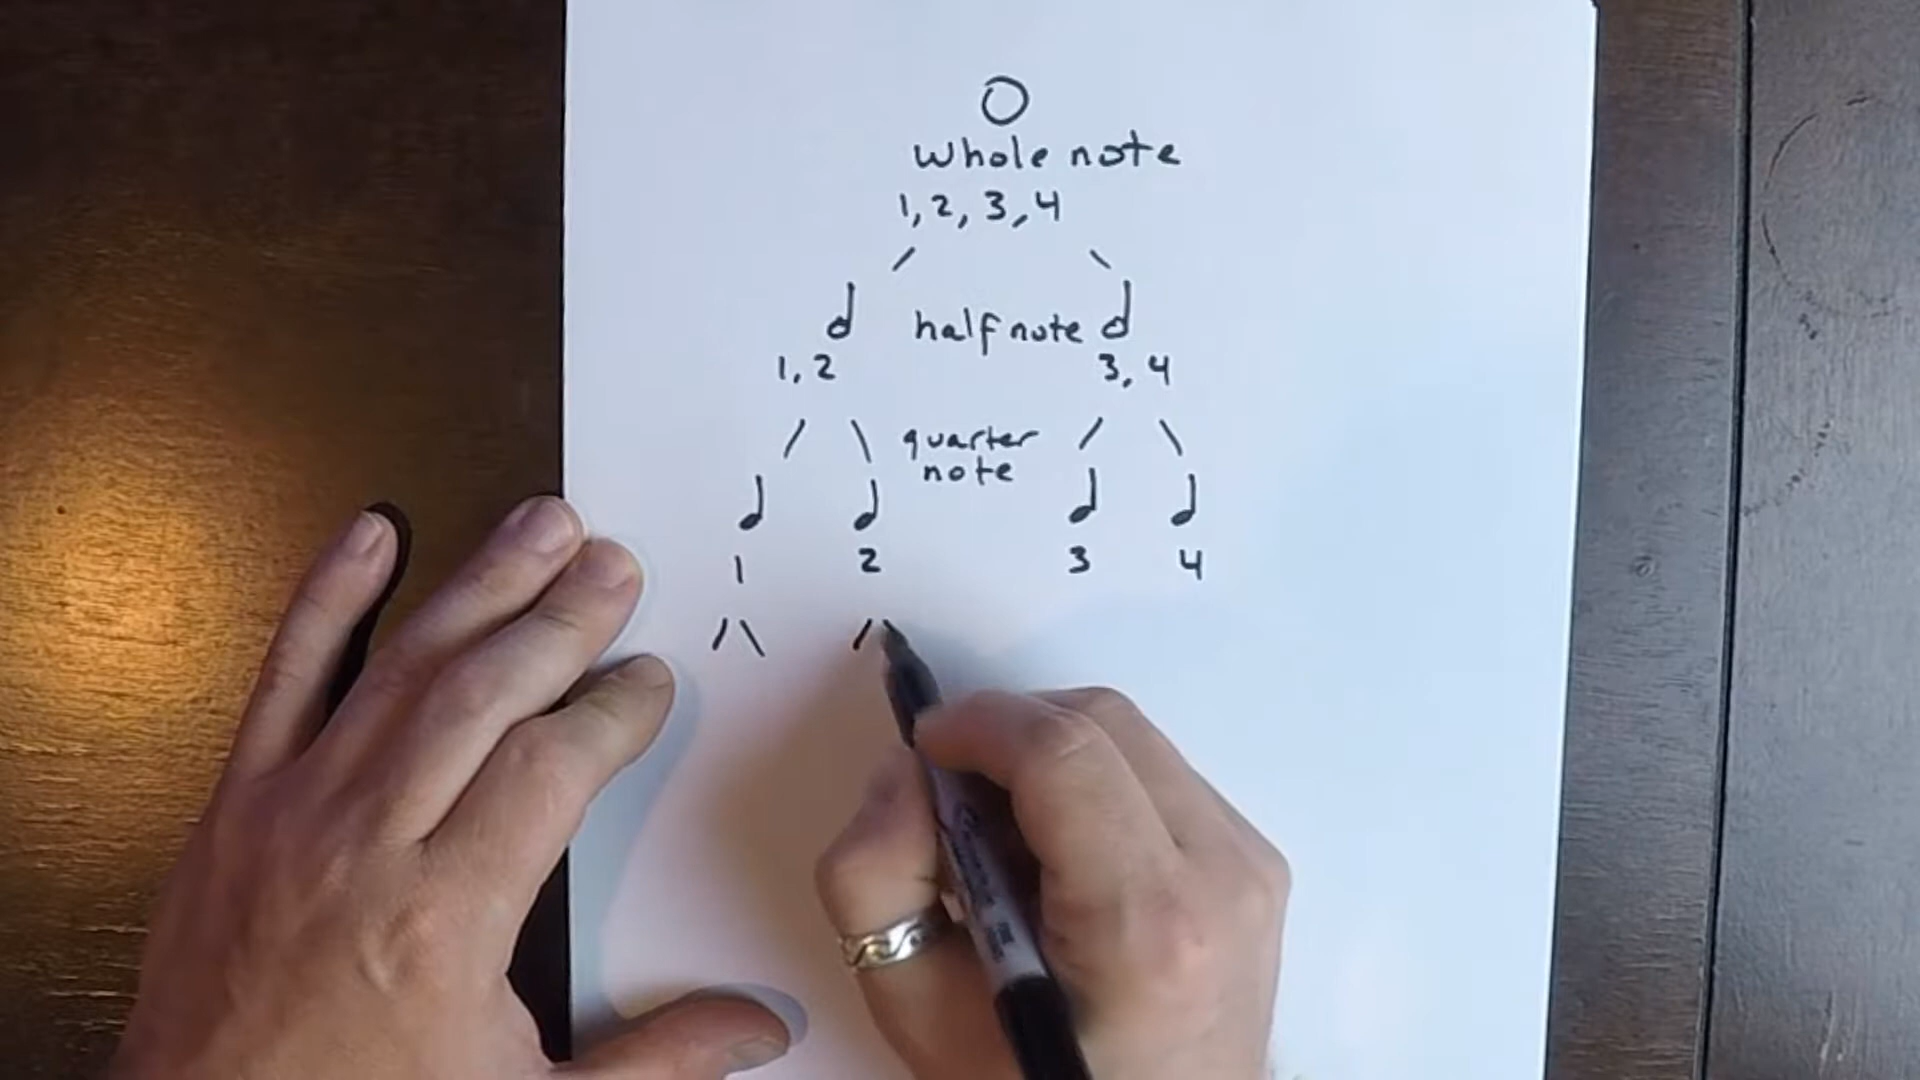 whole note
1, 2, 3, 4
half note
1, 2
3, 4
quarter
note
1 2 3 4